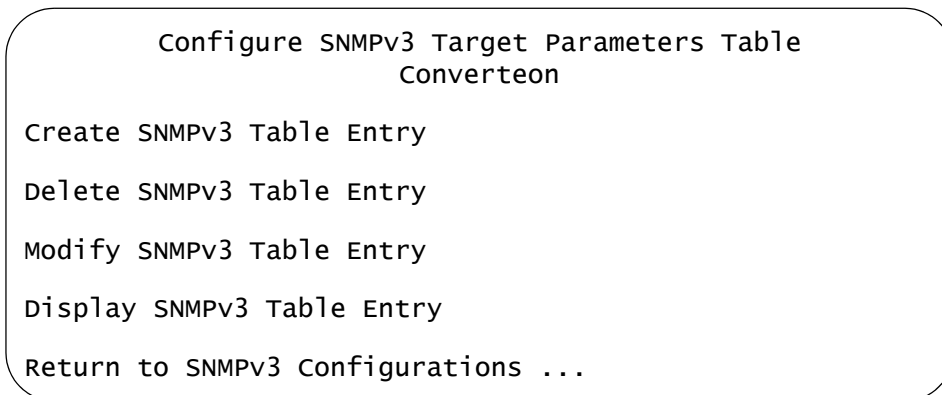 Configure SNMPv3 Target Parameters Table
Converteon
Create SNMPv3 Table Entry
Delete SNMPv3 Table Entry
Modify SNMPv3 Table Entry
Display SNMPv3 Table Entry
Return to SNMPv3 Configurations ...